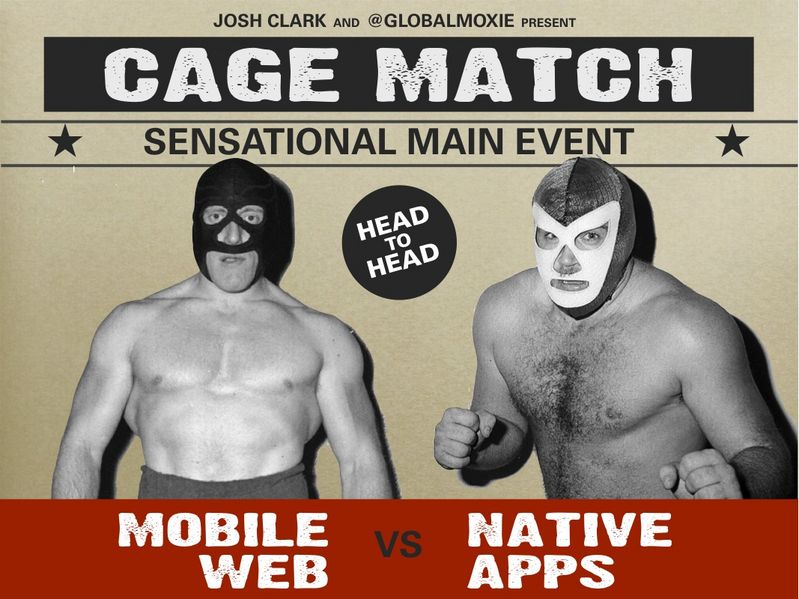 JOSH CLARK AND @GLOBALMOXIE PRESENT
CAGE MATCH
★ SENSATIONAL MAIN EVENT ★
HEAD
TO
HEAD
MOBILE
WEB
VS
NATIVE
APPS